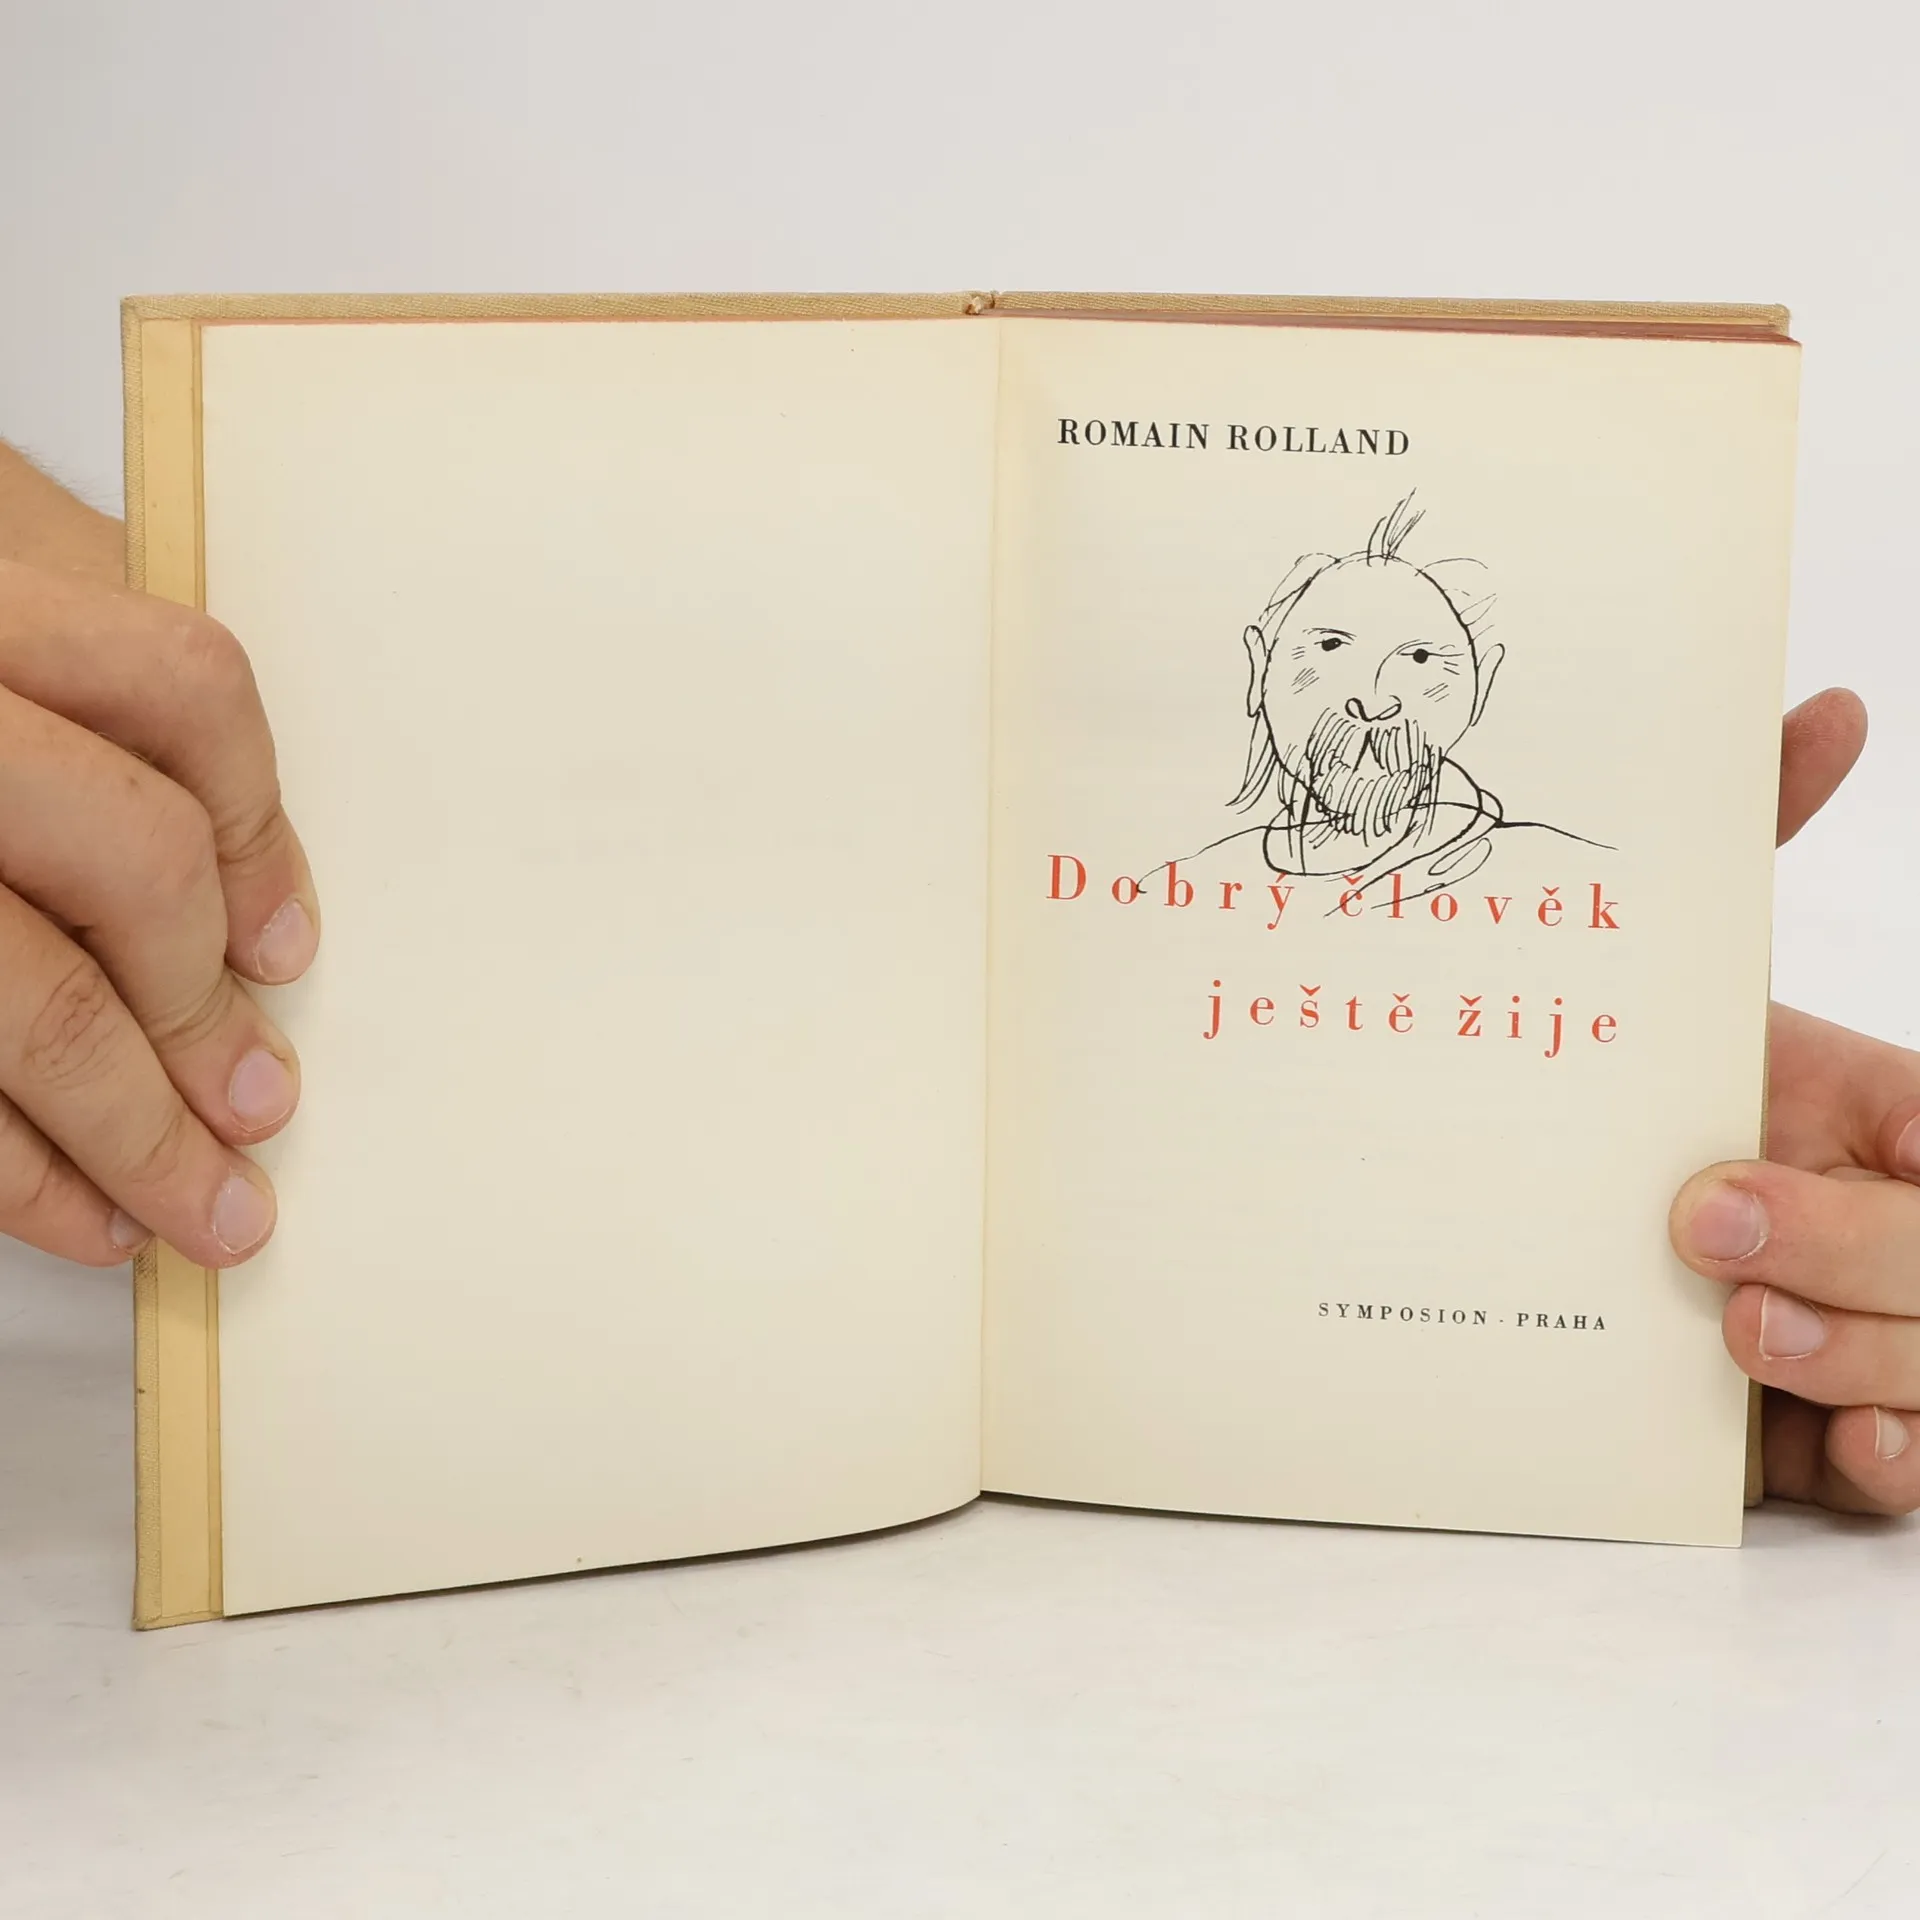 ROMAIN ROLLAND
Dobrý člověk
ještě žije
SYMPOSION - PRAHA